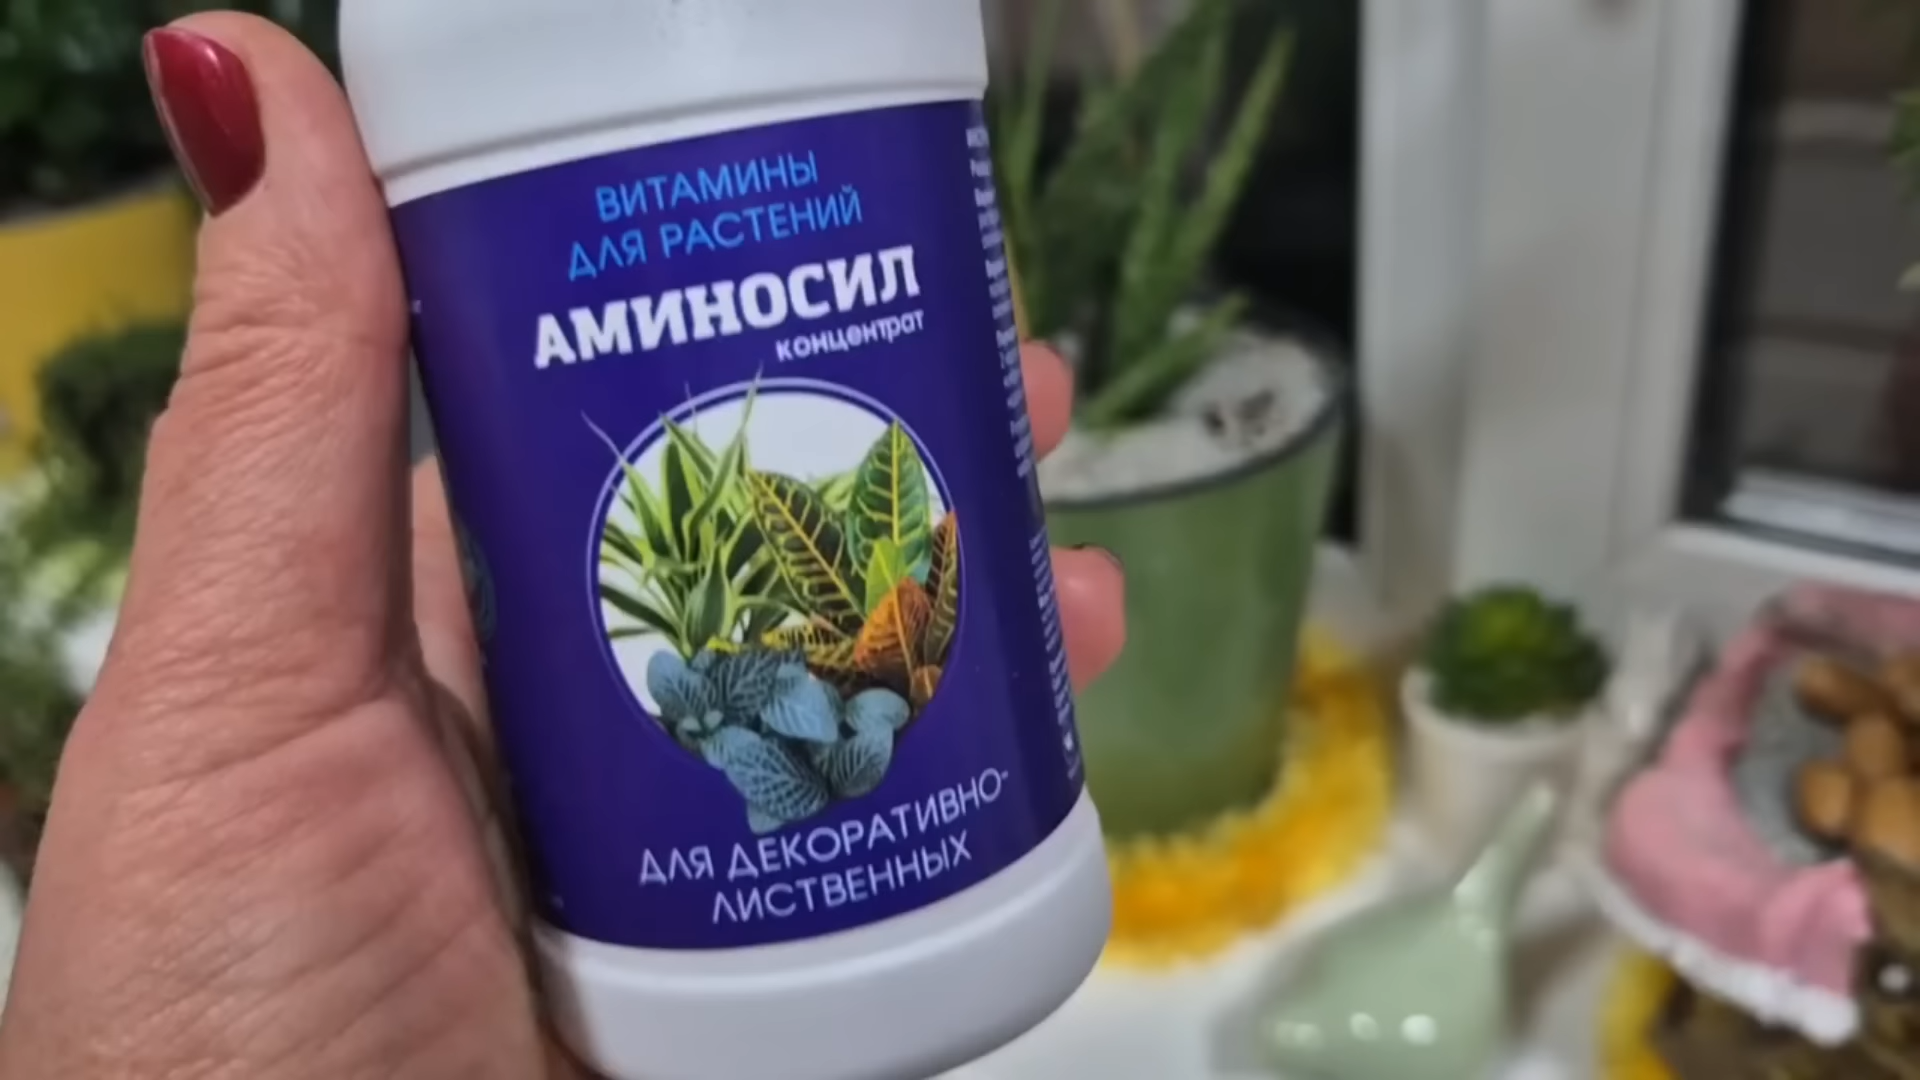 ВИТАМИНЫ
ДЛЯ РАСТЕНИЙ
АМИНОСИЛ
концентрат
ДЛЯ ДЕКОРАТИВНО-
ЛИСТВЕННЫХ